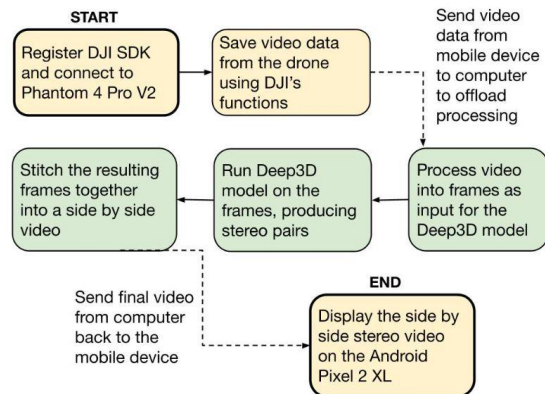 START
Register DJI SDK
and connect to
Phantom 4 Pro V2
Save video data
from the drone
using DJI's
functions
Send video
data from
mobile device
to computer
to offload
processing
Stitch the resulting
frames together
into a side by side
video
Run Deep3D
model on the
frames, producing
stereo pairs
Process video
into frames as
input for the
Deep3D model
Send final video
from computer
back to the
mobile device
END
Display the side by
side stereo video
on the Android
Pixel 2 XL